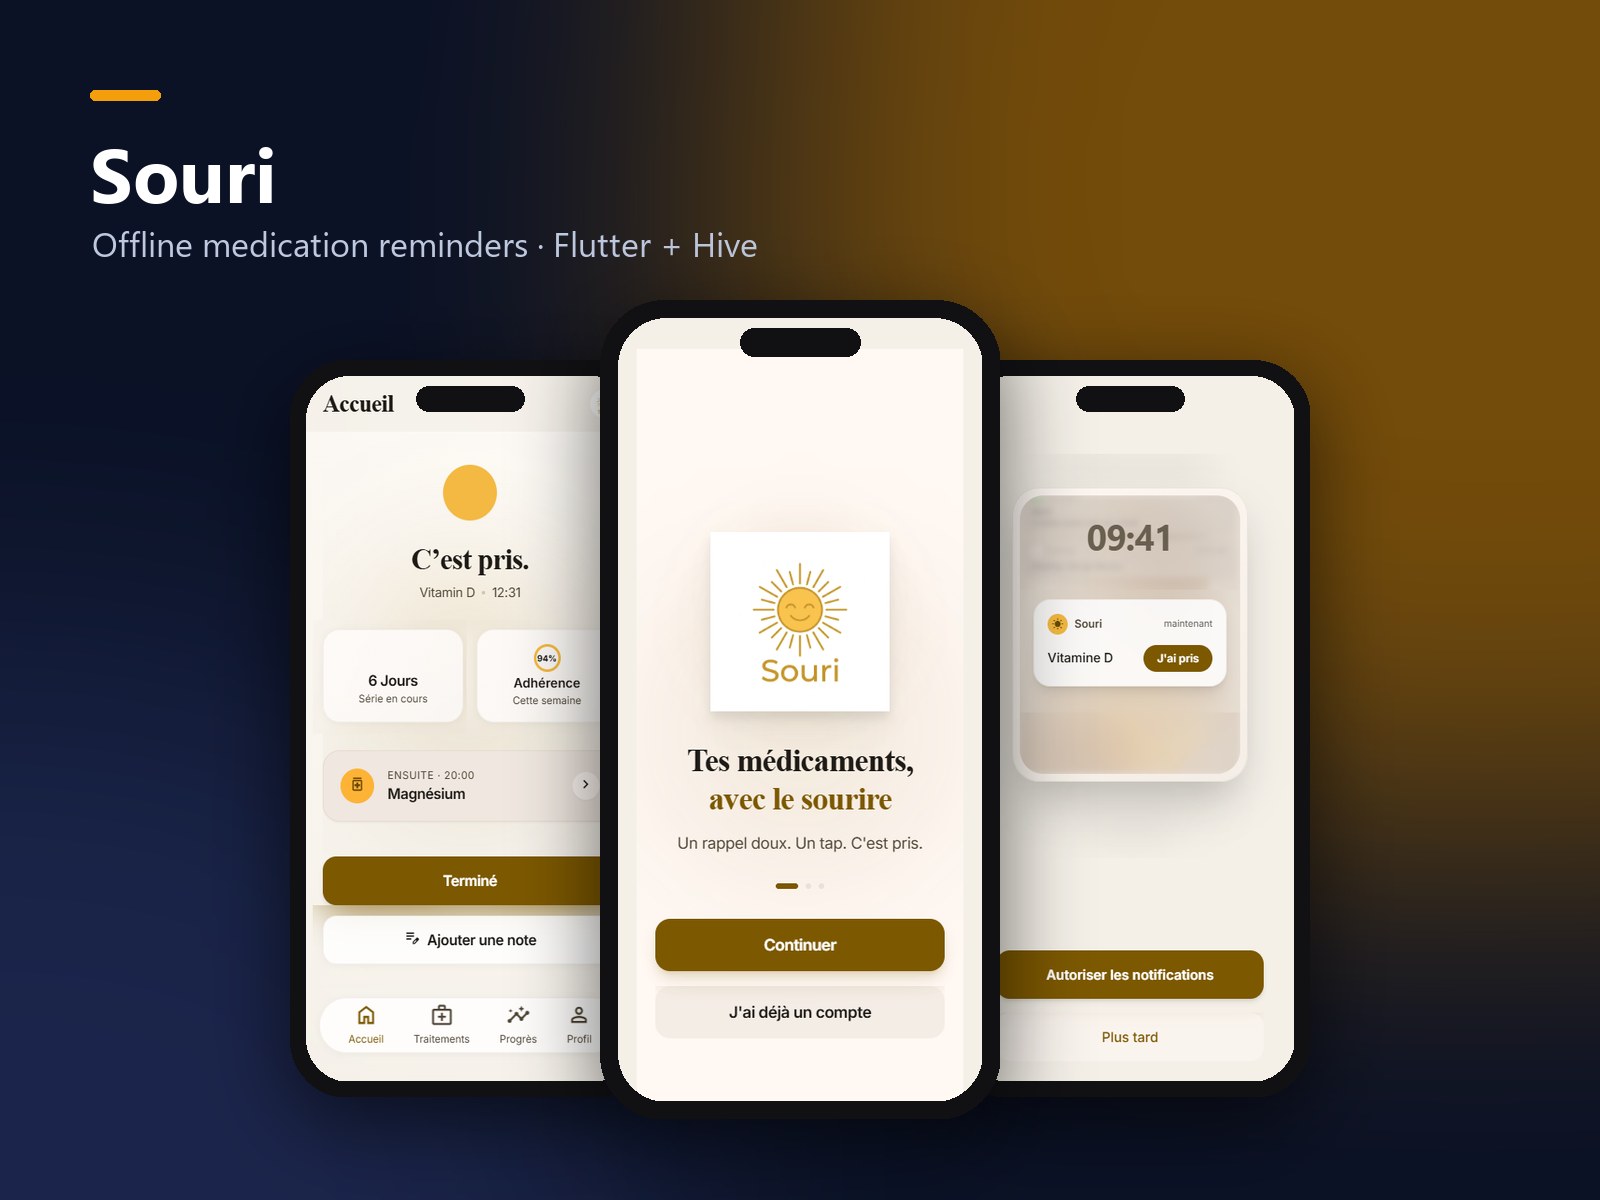 Souri
Offline medication reminders · Flutter + Hive
Accueil
C’est pris.
Vitamin D • 12:31
6 Jours
Série en cours
94%
Adhérence
Cette semaine
ENSUITE · 20:00
Magnésium
Terminé
Ajouter une note
Accueil
Traitements
Progrès
Profil
Souri
Tes médicaments,
avec le sourire
Un rappel doux. Un tap. C'est pris.
Continuer
J'ai déjà un compte
09:41
Souri
maintenant
Vitamine D
J'ai pris
Autoriser les notifications
Plus tard